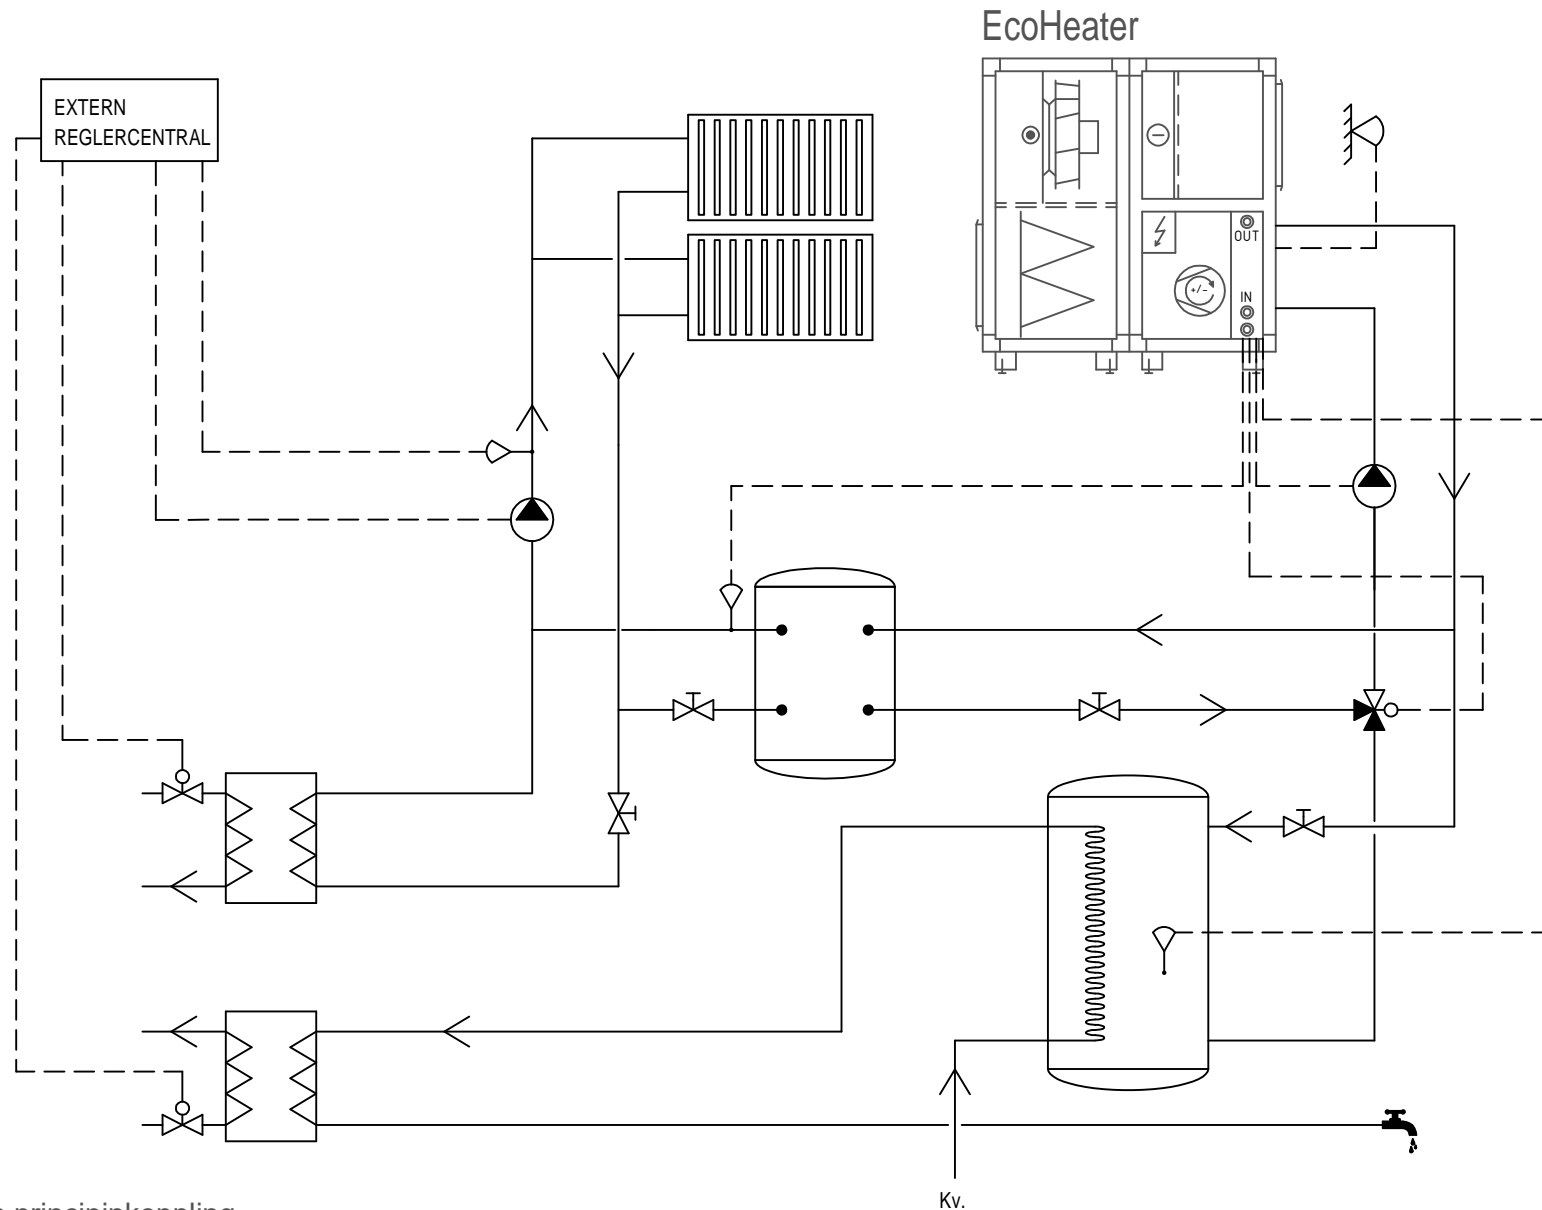 EcoHeater
EXTERN
REGLERCENTRAL
OUT
+/-
IN
Kv.